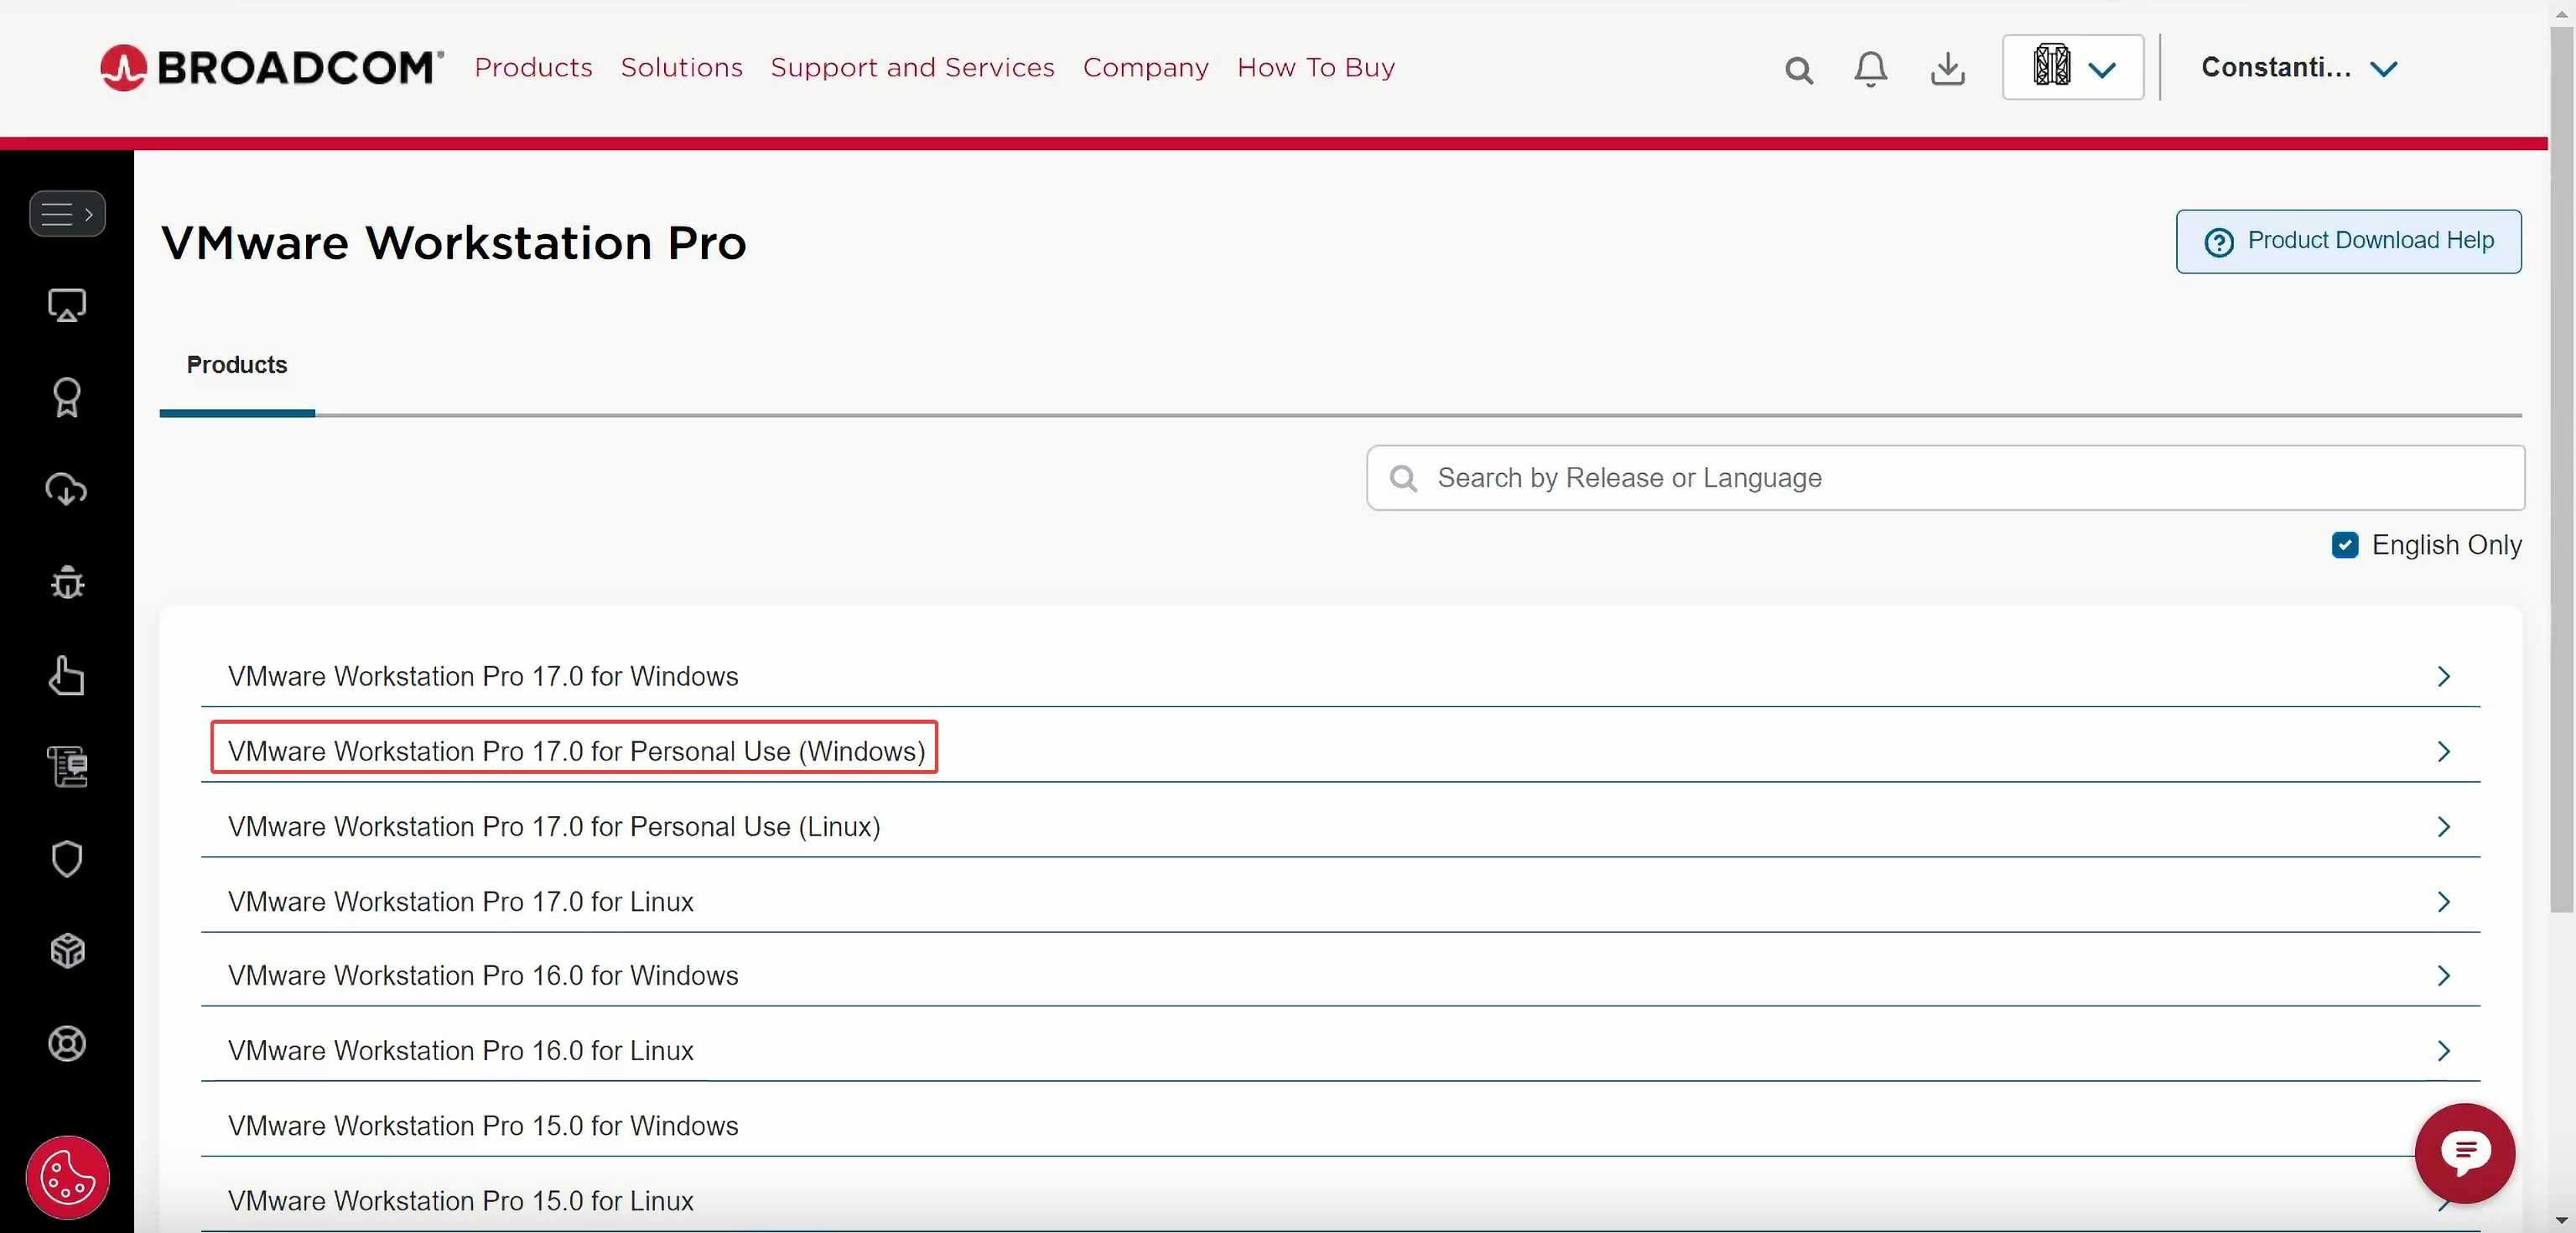 BROADCOM® Products Solutions Support and Services Company How To Buy Constanti...
VMware Workstation Pro
Product Download Help
Products
Search by Release or Language
English Only
VMware Workstation Pro 17.0 for Windows
VMware Workstation Pro 17.0 for Personal Use (Windows)
VMware Workstation Pro 17.0 for Personal Use (Linux)
VMware Workstation Pro 17.0 for Linux
VMware Workstation Pro 16.0 for Windows
VMware Workstation Pro 16.0 for Linux
VMware Workstation Pro 15.0 for Windows
VMware Workstation Pro 15.0 for Linux